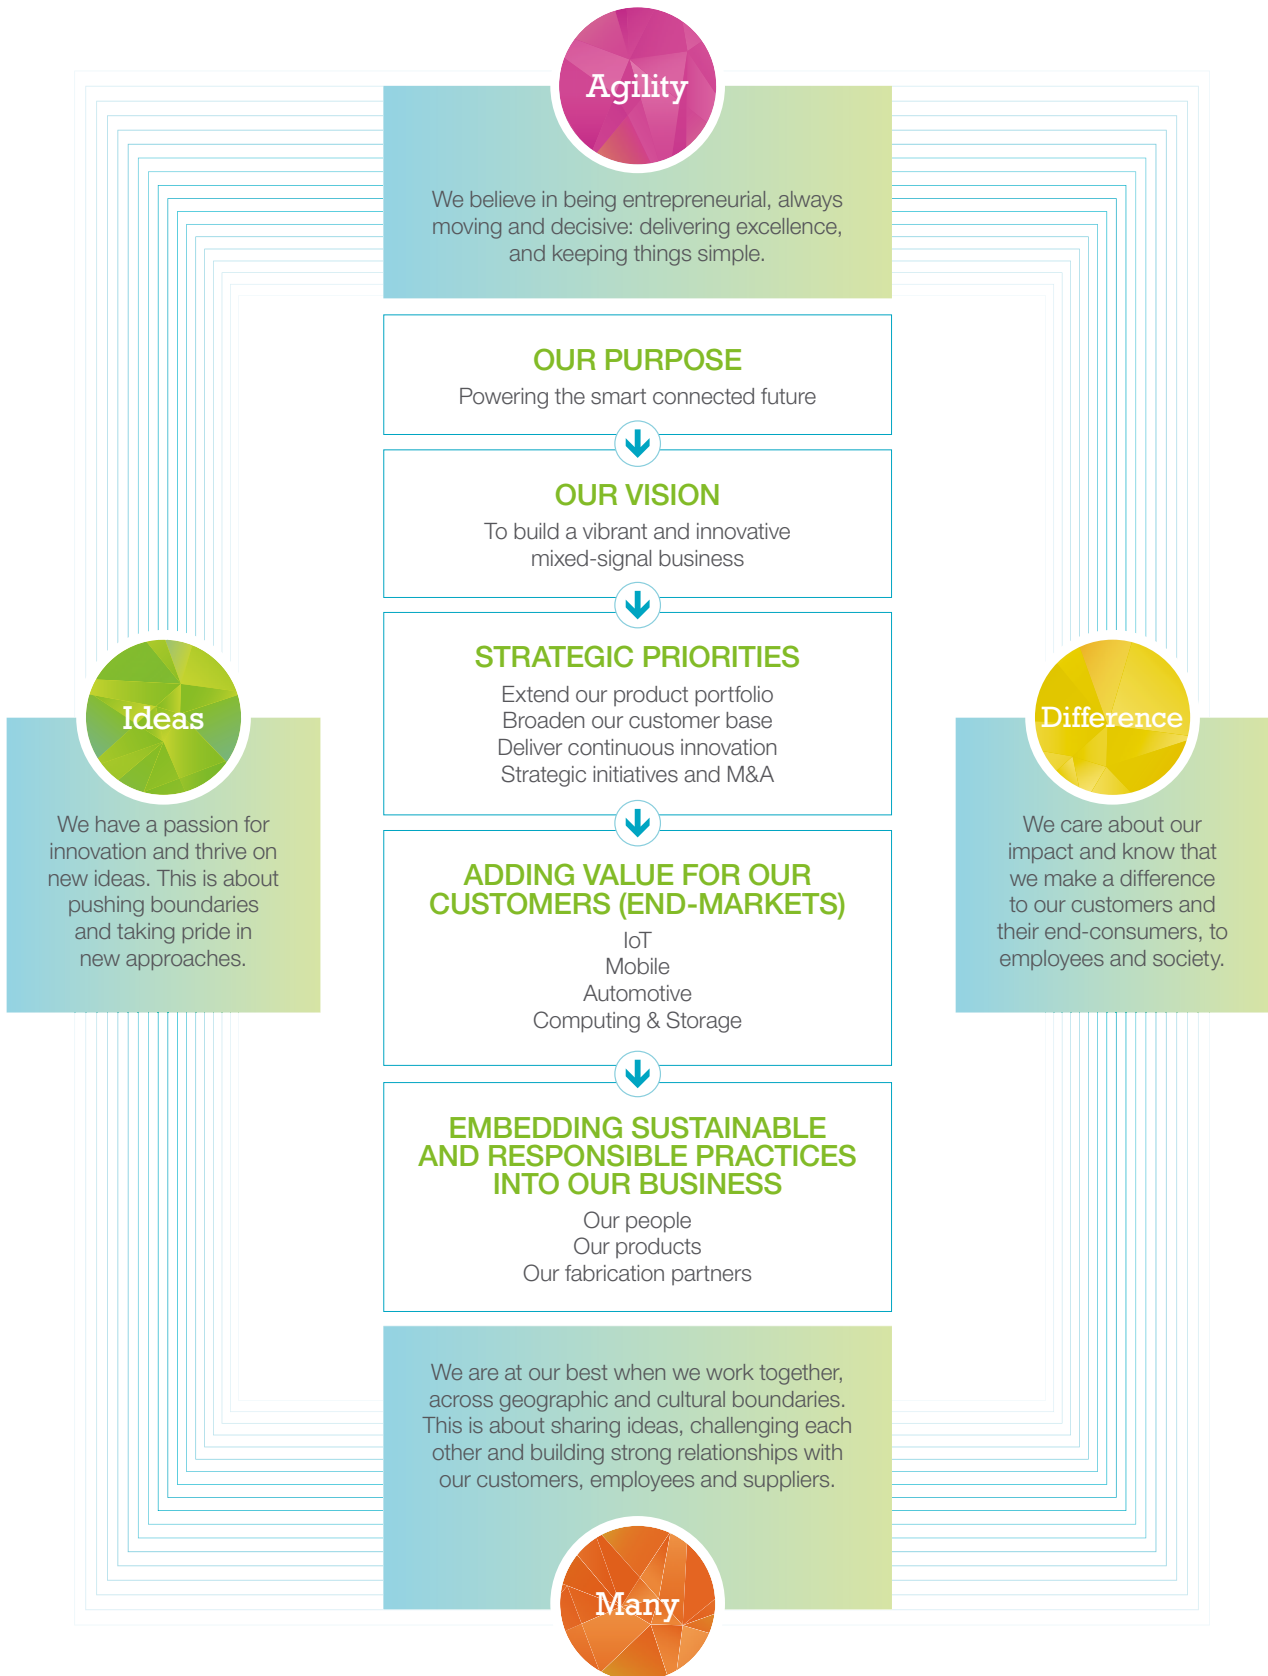 Agility
We believe in being entrepreneurial, always
moving and decisive: delivering excellence,
and keeping things simple.
OUR PURPOSE
Powering the smart connected future
OUR VISION
To build a vibrant and innovative
mixed-signal business
STRATEGIC PRIORITIES
Extend our product portfolio
Broaden our customer base
Deliver continuous innovation
Strategic initiatives and M&A
Ideas
We have a passion for
innovation and thrive on
new ideas. This is about
pushing boundaries
and taking pride in
new approaches.
Difference
We care about our
impact and know that
we make a difference
to our customers and
their end-consumers, to
employees and society.
ADDING VALUE FOR OUR
CUSTOMERS (END-MARKETS)
IoT
Mobile
Automotive
Computing & Storage
EMBEDDING SUSTAINABLE
AND RESPONSIBLE PRACTICES
INTO OUR BUSINESS
Our people
Our products
Our fabrication partners
We are at our best when we work together,
across geographic and cultural boundaries.
This is about sharing ideas, challenging each
other and building strong relationships with
our customers, employees and suppliers.
Many